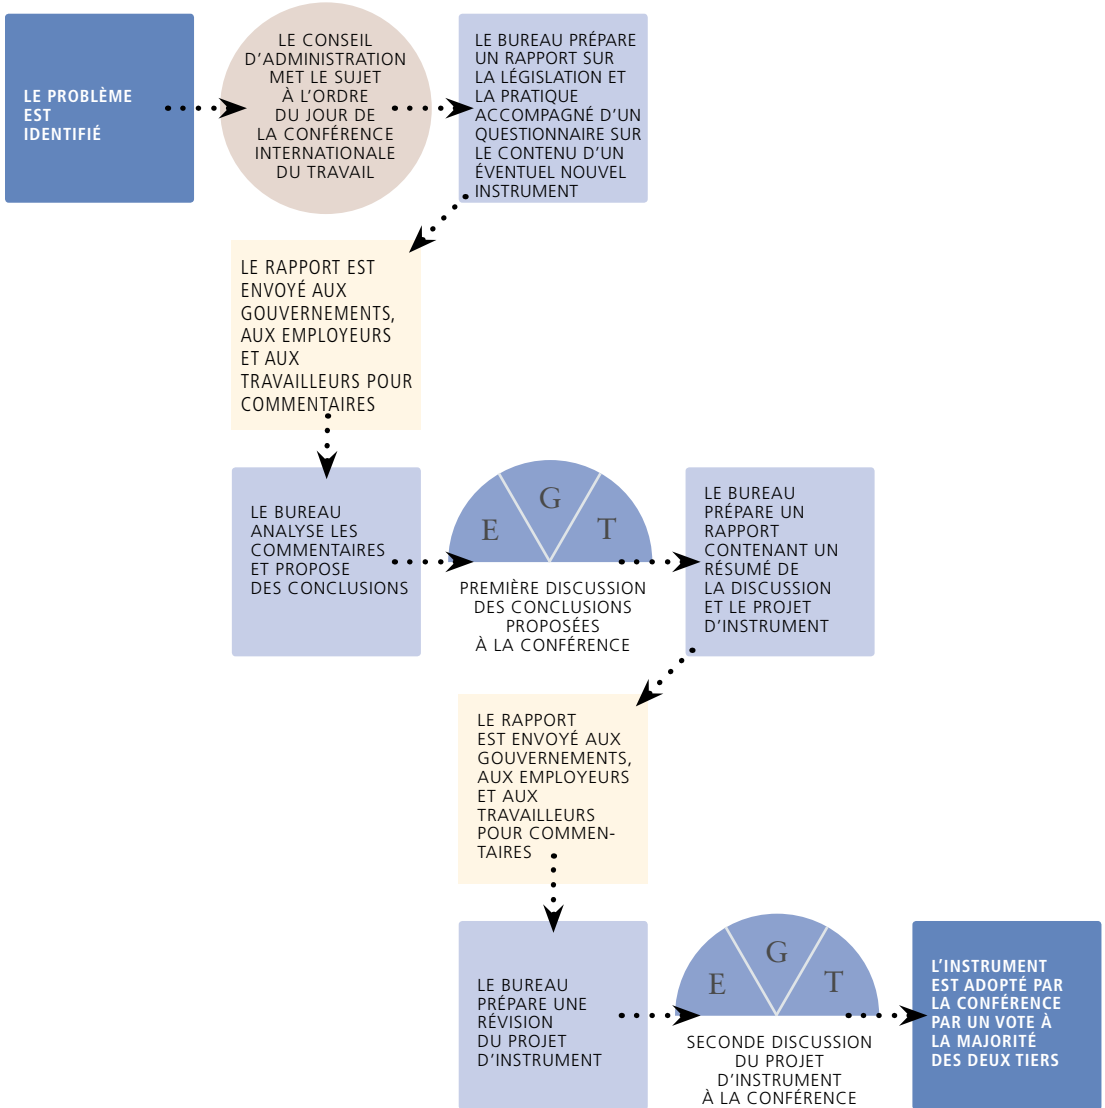 LE PROBLÈME
EST
IDENTIFIÉ
LE CONSEIL
D'ADMINISTRATION
MET LE SUJET
À L'ORDRE
DU JOUR DE
LA CONFÉRENCE
INTERNATIONALE
DU TRAVAIL
LE BUREAU PRÉPARE
UN RAPPORT SUR
LA LÉGISLATION ET
LA PRATIQUE
ACCOMPAGNÉ D'UN
QUESTIONNAIRE SUR
LE CONTENU D'UN
ÉVENTUEL NOUVEL
INSTRUMENT
LE RAPPORT EST
ENVOYÉ AUX
GOUVERNEMENTS,
AUX EMPLOYEURS
ET AUX
TRAVAILLEURS POUR
COMMENTAIRES
LE BUREAU
ANALYSE LES
COMMENTAIRES
ET PROPOSE
DES CONCLUSIONS
E G T
PREMIÈRE DISCUSSION
DES CONCLUSIONS
PROPOSÉES
À LA CONFÉRENCE
LE BUREAU
PRÉPARE UN
RAPPORT
CONTENANT UN
RÉSUMÉ DE
LA DISCUSSION
ET LE PROJET
D'INSTRUMENT
LE RAPPORT
EST ENVOYÉ AUX
GOUVERNEMENTS,
AUX EMPLOYEURS
ET AUX
TRAVAILLEURS
POUR COMMEN-
TAIRES
LE BUREAU
PRÉPARE UNE
RÉVISION
DU PROJET
D'INSTRUMENT
E G T
SECONDE DISCUSSION
DU PROJET
D'INSTRUMENT
À LA CONFÉRENCE
L'INSTRUMENT
EST ADOPTÉ PAR
LA CONFÉRENCE
PAR UN VOTE À
LA MAJORITÉ
DES DEUX TIERS